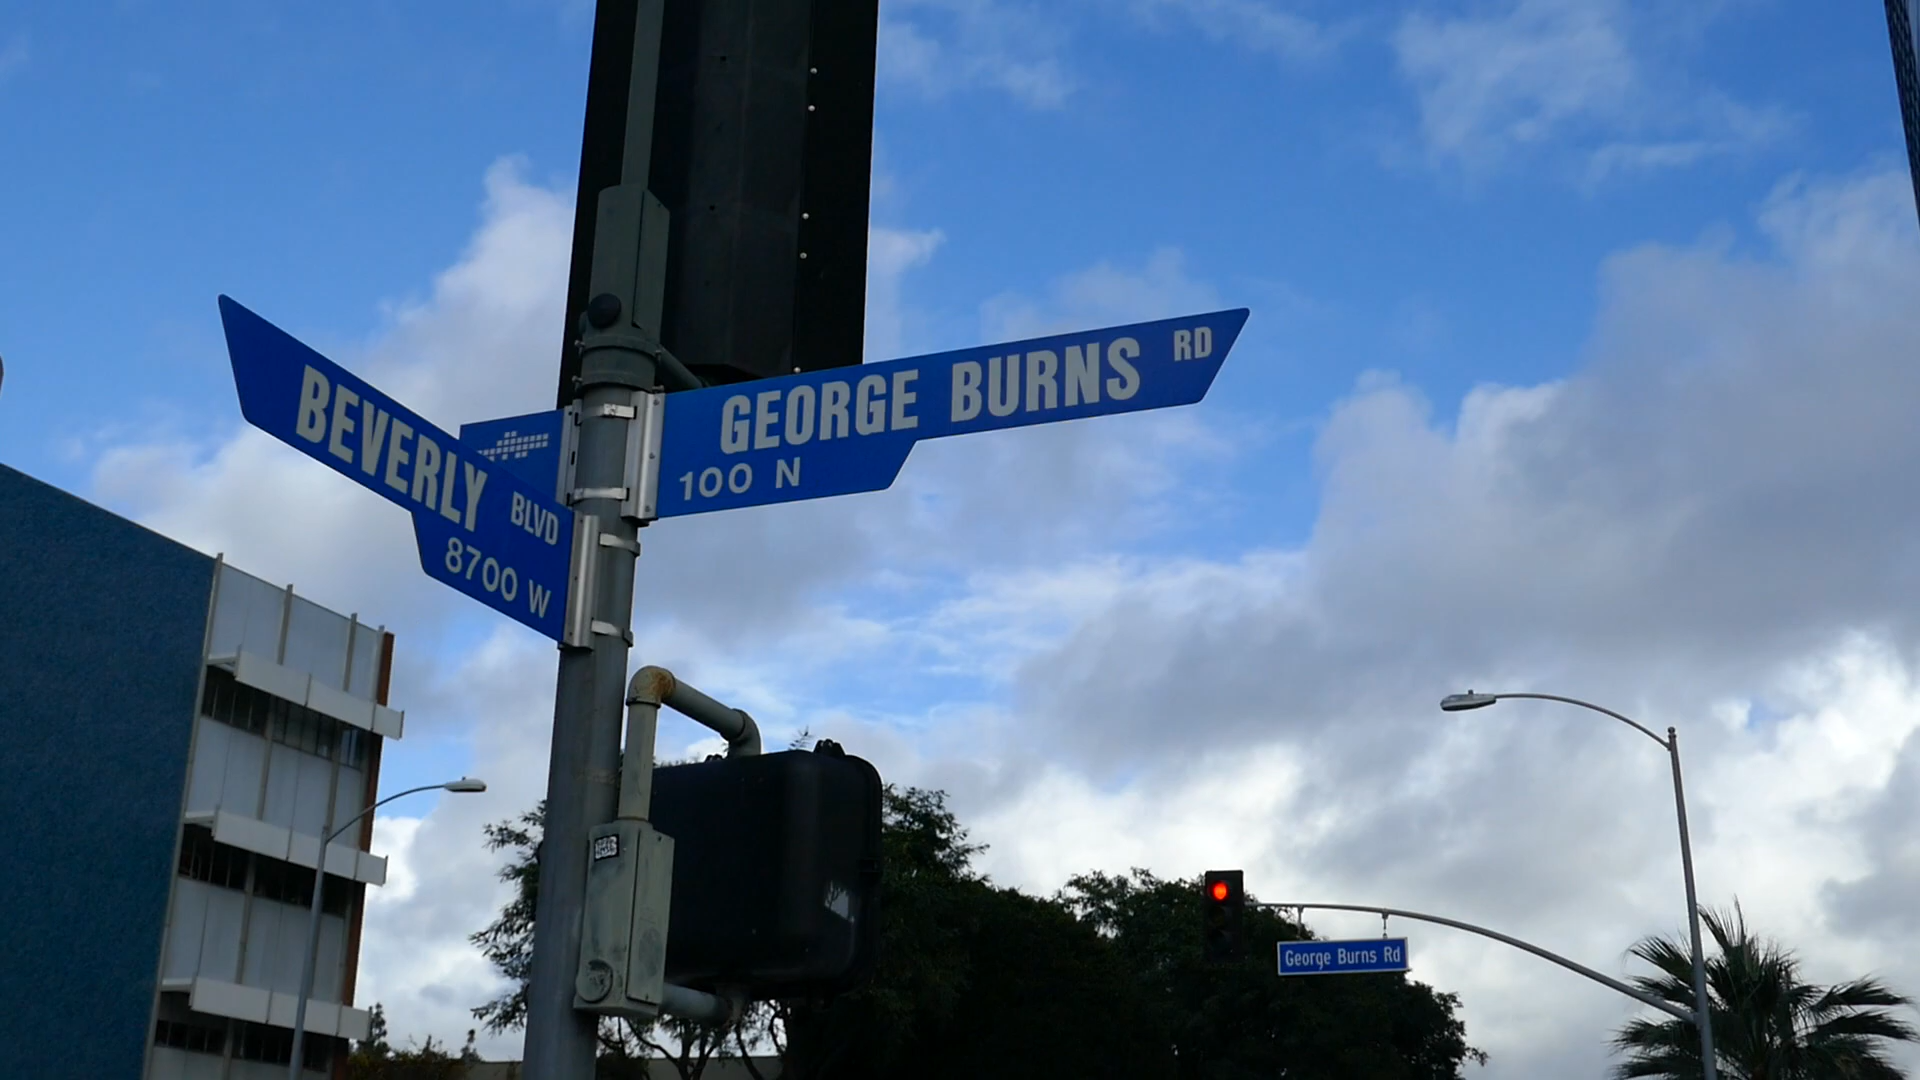 BEVERLY BLVD
8700 W
GEORGE BURNS RD
100 N
George Burns Rd